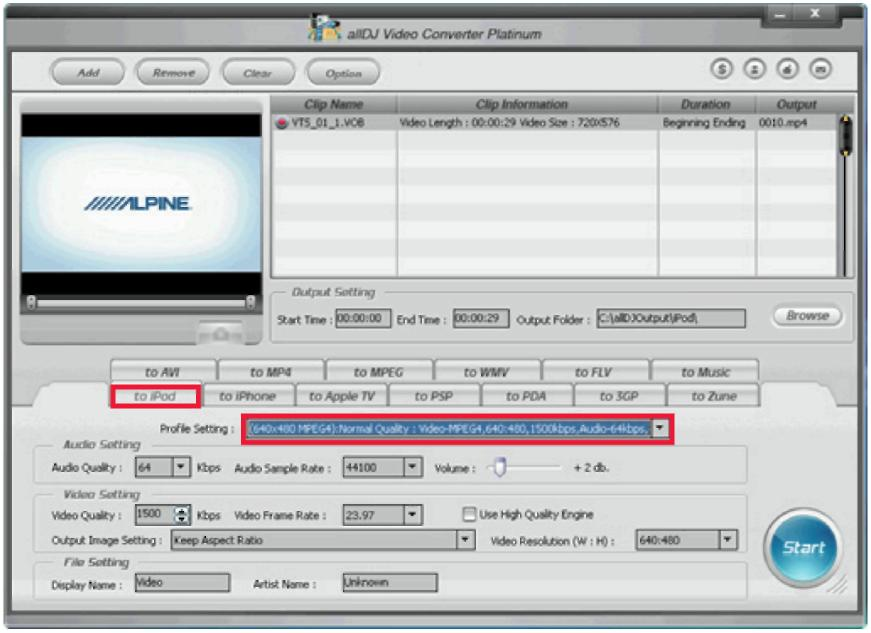 allDJ Video Converter Platinum
Add Remove Clear Option
Clip Name Clip Information Duration Output
VTS_01_1.VOB Video Length : 00:00:29 Video Size : 720X576 Beginning Ending 0010.mp4
ALPINE
Output Setting
Start Time : 00:00:00 End Time : 00:00:29 Output Folder : C:\allDJOutput\iPod\ Browse
to AVI to MP4 to MPEG to WMV to FLV to Music
to iPod to iPhone to Apple TV to PSP to PDA to 3GP to Zune
Profile Setting : (640x480 MPEG4):Normal Quality : Video-MPEG4,640:480,1500kbps,Audio-64kbps,
Audio Setting
Audio Quality : 64 Kbps Audio Sample Rate : 44100 Volume : + 2 db.
Video Setting
Video Quality : 1500 Kbps Video Frame Rate : 23.97 Use High Quality Engine
Output Image Setting : Keep Aspect Ratio Video Resolution (W : H) : 640:480
Start
File Setting
Display Name : Video Artist Name : Unknown